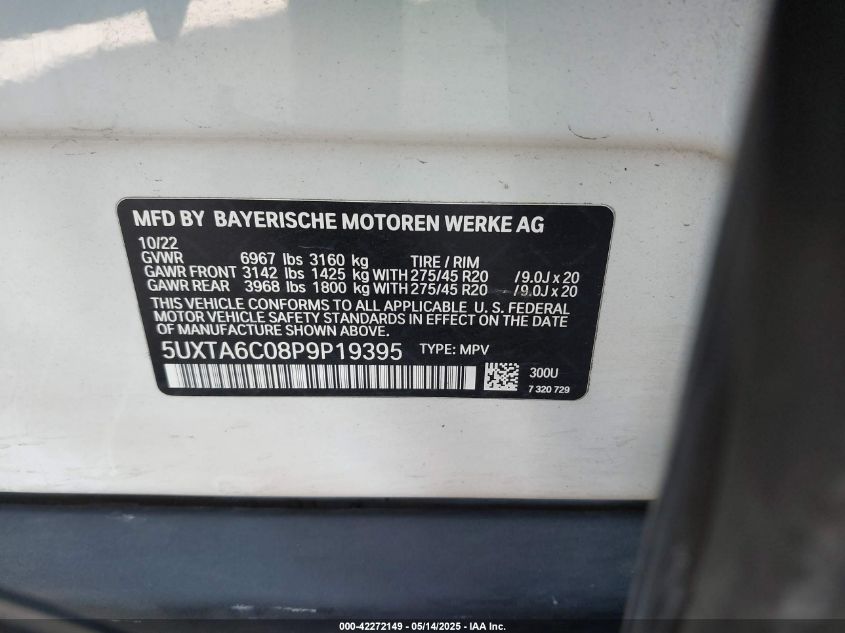 MFD BY BAYERISCHE MOTOREN WERKE AG
10/22
GVWR 6967 lbs 3160 kg TIRE / RIM
GAWR FRONT 3142 lbs 1425 kg WITH 275/45 R20 /9.0J x 20
GAWR REAR 3968 lbs 1800 kg WITH 275/45 R20 /9.0J x 20
THIS VEHICLE CONFORMS TO ALL APPLICABLE U. S. FEDERAL
MOTOR VEHICLE SAFETY STANDARDS IN EFFECT ON THE DATE
OF MANUFACTURE SHOWN ABOVE.
5UXTA6C08P9P19395 TYPE: MPV
300U
7 320 729
000-42272149 - 05/14/2025 - IAA Inc.